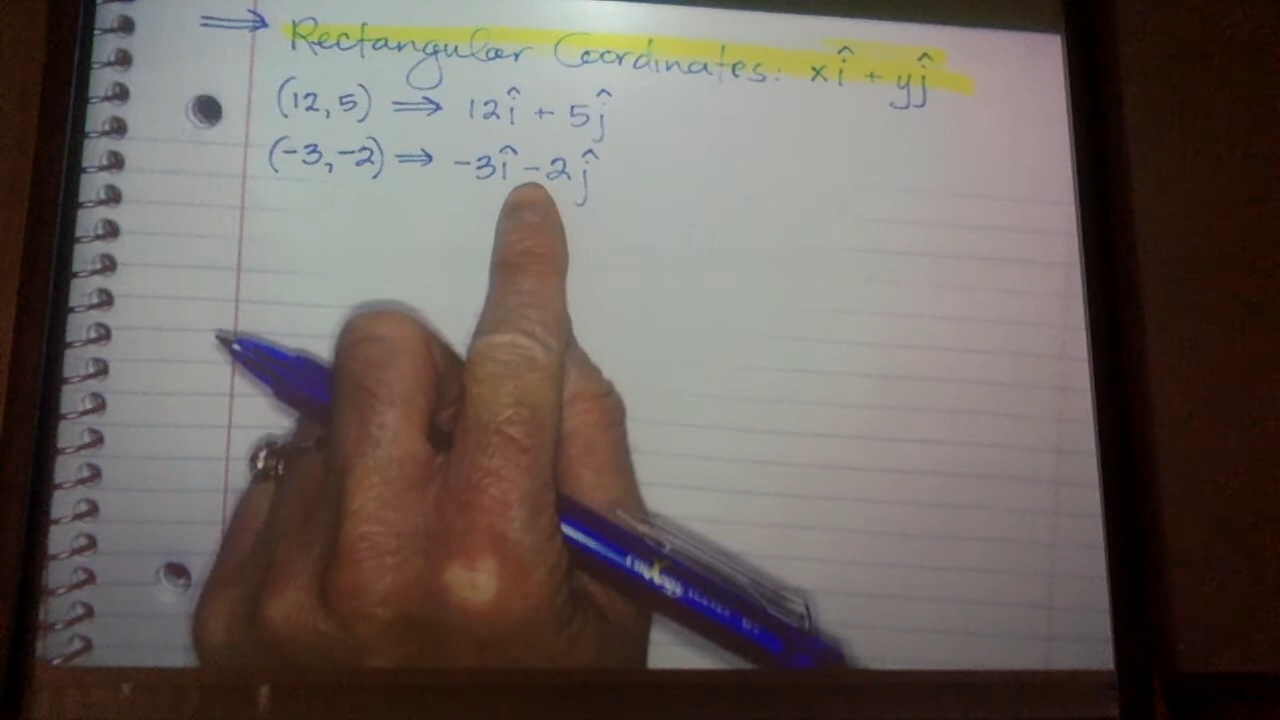 ⇒ Rectangular Coordinates: xî + yĵ
(12,5) ⇒ 12î + 5ĵ
(-3,-2) ⇒ -3î -2ĵ